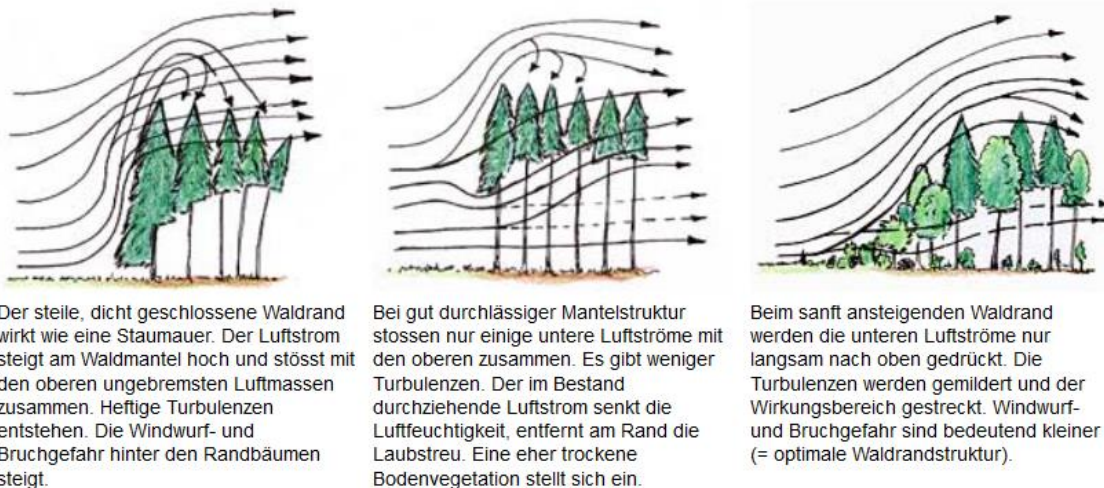 Der steile, dicht geschlossene Waldrand
wirkt wie eine Staumauer. Der Luftstrom
steigt am Waldmantel hoch und stösst mit
den oberen ungebremsten Luftmassen
zusammen. Heftige Turbulenzen
entstehen. Die Windwurf- und
Bruchgefahr hinter den Randbäumen
steigt.
Bei gut durchlässiger Mantelstruktur
stossen nur einige untere Luftströme mit
den oberen zusammen. Es gibt weniger
Turbulenzen. Der im Bestand
durchziehende Luftstrom senkt die
Luftfeuchtigkeit, entfernt am Rand die
Laubstreu. Eine eher trockene
Bodenvegetation stellt sich ein.
Beim sanft ansteigenden Waldrand
werden die unteren Luftströme nur
langsam nach oben gedrückt. Die
Turbulenzen werden gemildert und der
Wirkungsbereich gestreckt. Windwurf-
und Bruchgefahr sind bedeutend kleiner
(= optimale Waldrandstruktur).